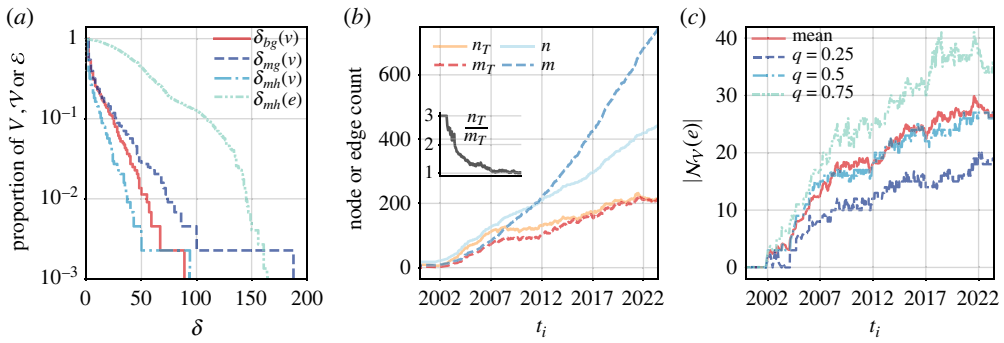 (a)
proportion of V, 𝒱 or ℰ
1
10⁻¹
10⁻²
10⁻³
0 50 100 150 200
δ
δ_bg(v)
δ_mg(v)
δ_mh(v)
δ_mh(e)
(b)
node or edge count
600
400
200
0
2002 2007 2012 2017 2022
t_i
n_T n
m_T m
3
2
1
n_T
m_T
(c)
|𝒩_𝒱(e)|
40
30
20
10
0
2002 2007 2012 2017 2022
t_i
mean
q = 0.25
q = 0.5
q = 0.75